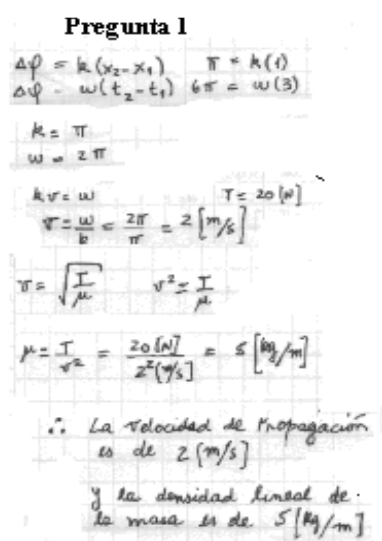 Pregunta 1
Δφ = k(x₂-x₁) π = k(1)
Δφ = w(t₂-t₁) 6π = w(3)
k = π
w = 2π
kv = w T = 20 [N]
v = w/k = 2π/π = 2 [m/s]
v = √(T/μ) v² = T/μ
μ = T/v² = 20[N]/2²[m/s] = 5 [kg/m]
∴ La velocidad de Propagación
es de 2 [m/s]
y la densidad lineal de
la masa es de 5 [kg/m]